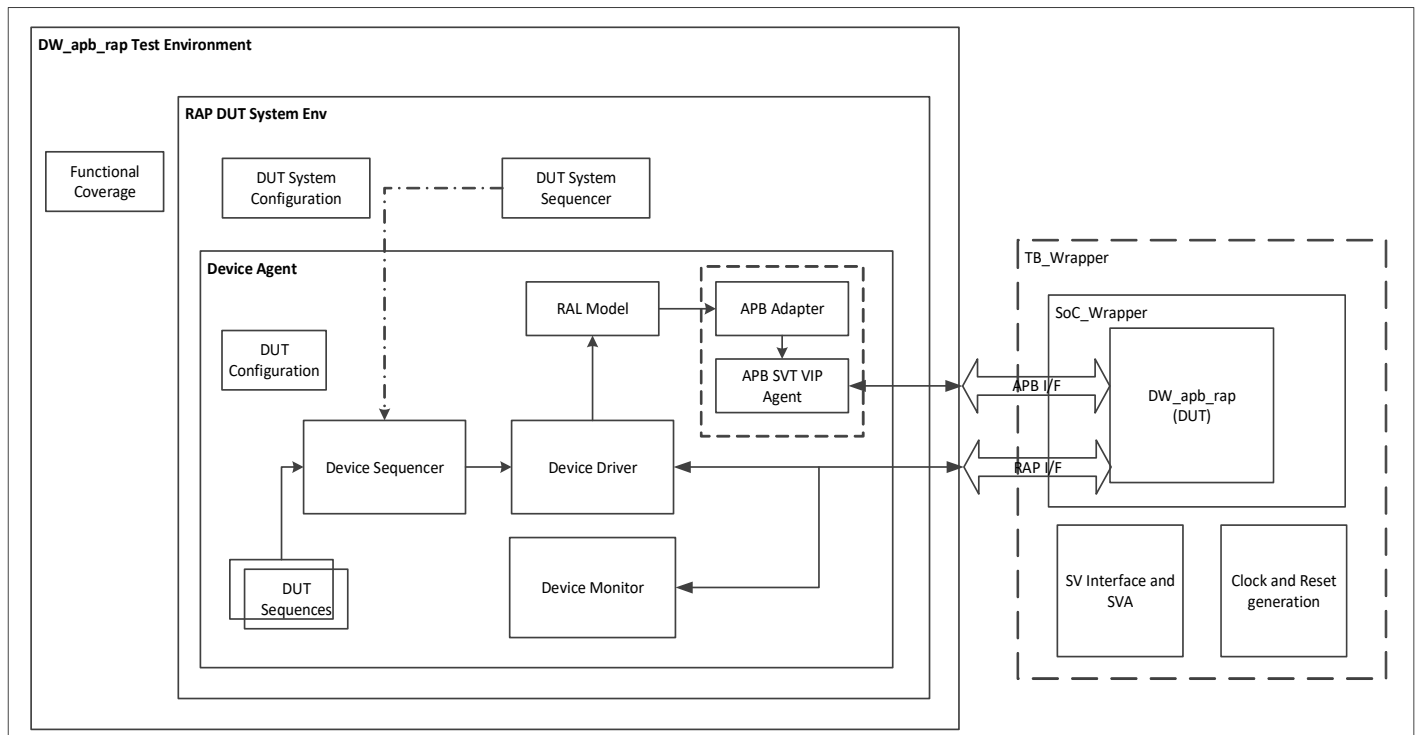 DW_apb_rap Test Environment
RAP DUT System Env
Functional
Coverage
DUT System
Configuration
DUT System
Sequencer
Device Agent
RAL Model
APB Adapter
DUT
Configuration
APB SVT VIP
Agent
Device Sequencer
Device Driver
DUT
Sequences
Device Monitor
TB_Wrapper
SoC_Wrapper
APB I/F
DW_apb_rap
(DUT)
RAP I/F
SV Interface and
SVA
Clock and Reset
generation